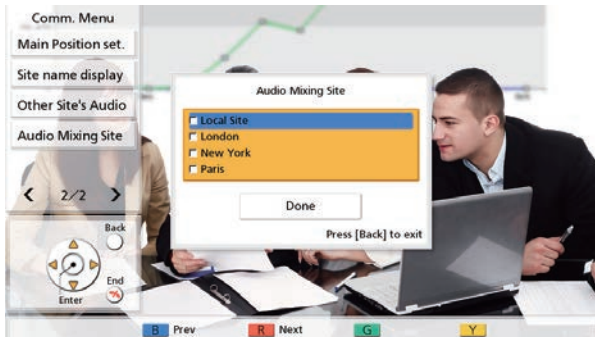 Comm. Menu
Main Position set.
Site name display
Other Site's Audio
Audio Mixing Site
2/2
Back
End
Enter
Audio Mixing Site
Local Site
London
New York
Paris
Done
Press [Back] to exit
B Prev R Next G Y